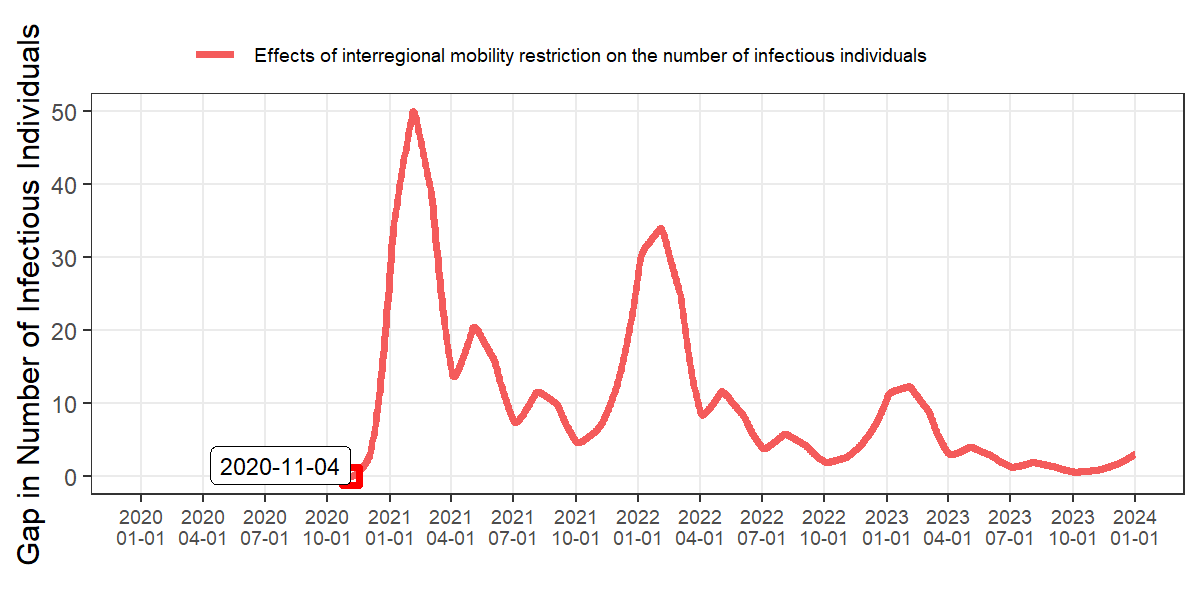 Effects of interregional mobility restriction on the number of infectious individuals
Gap in Number of Infectious Individuals
50
40
30
20
10
0
2020-11-04
2020 2020 2020 2020 2021 2021 2021 2021 2022 2022 2022 2022 2023 2023 2023 2023 2024
01-01 04-01 07-01 10-01 01-01 04-01 07-01 10-01 01-01 04-01 07-01 10-01 01-01 04-01 07-01 10-01 01-01